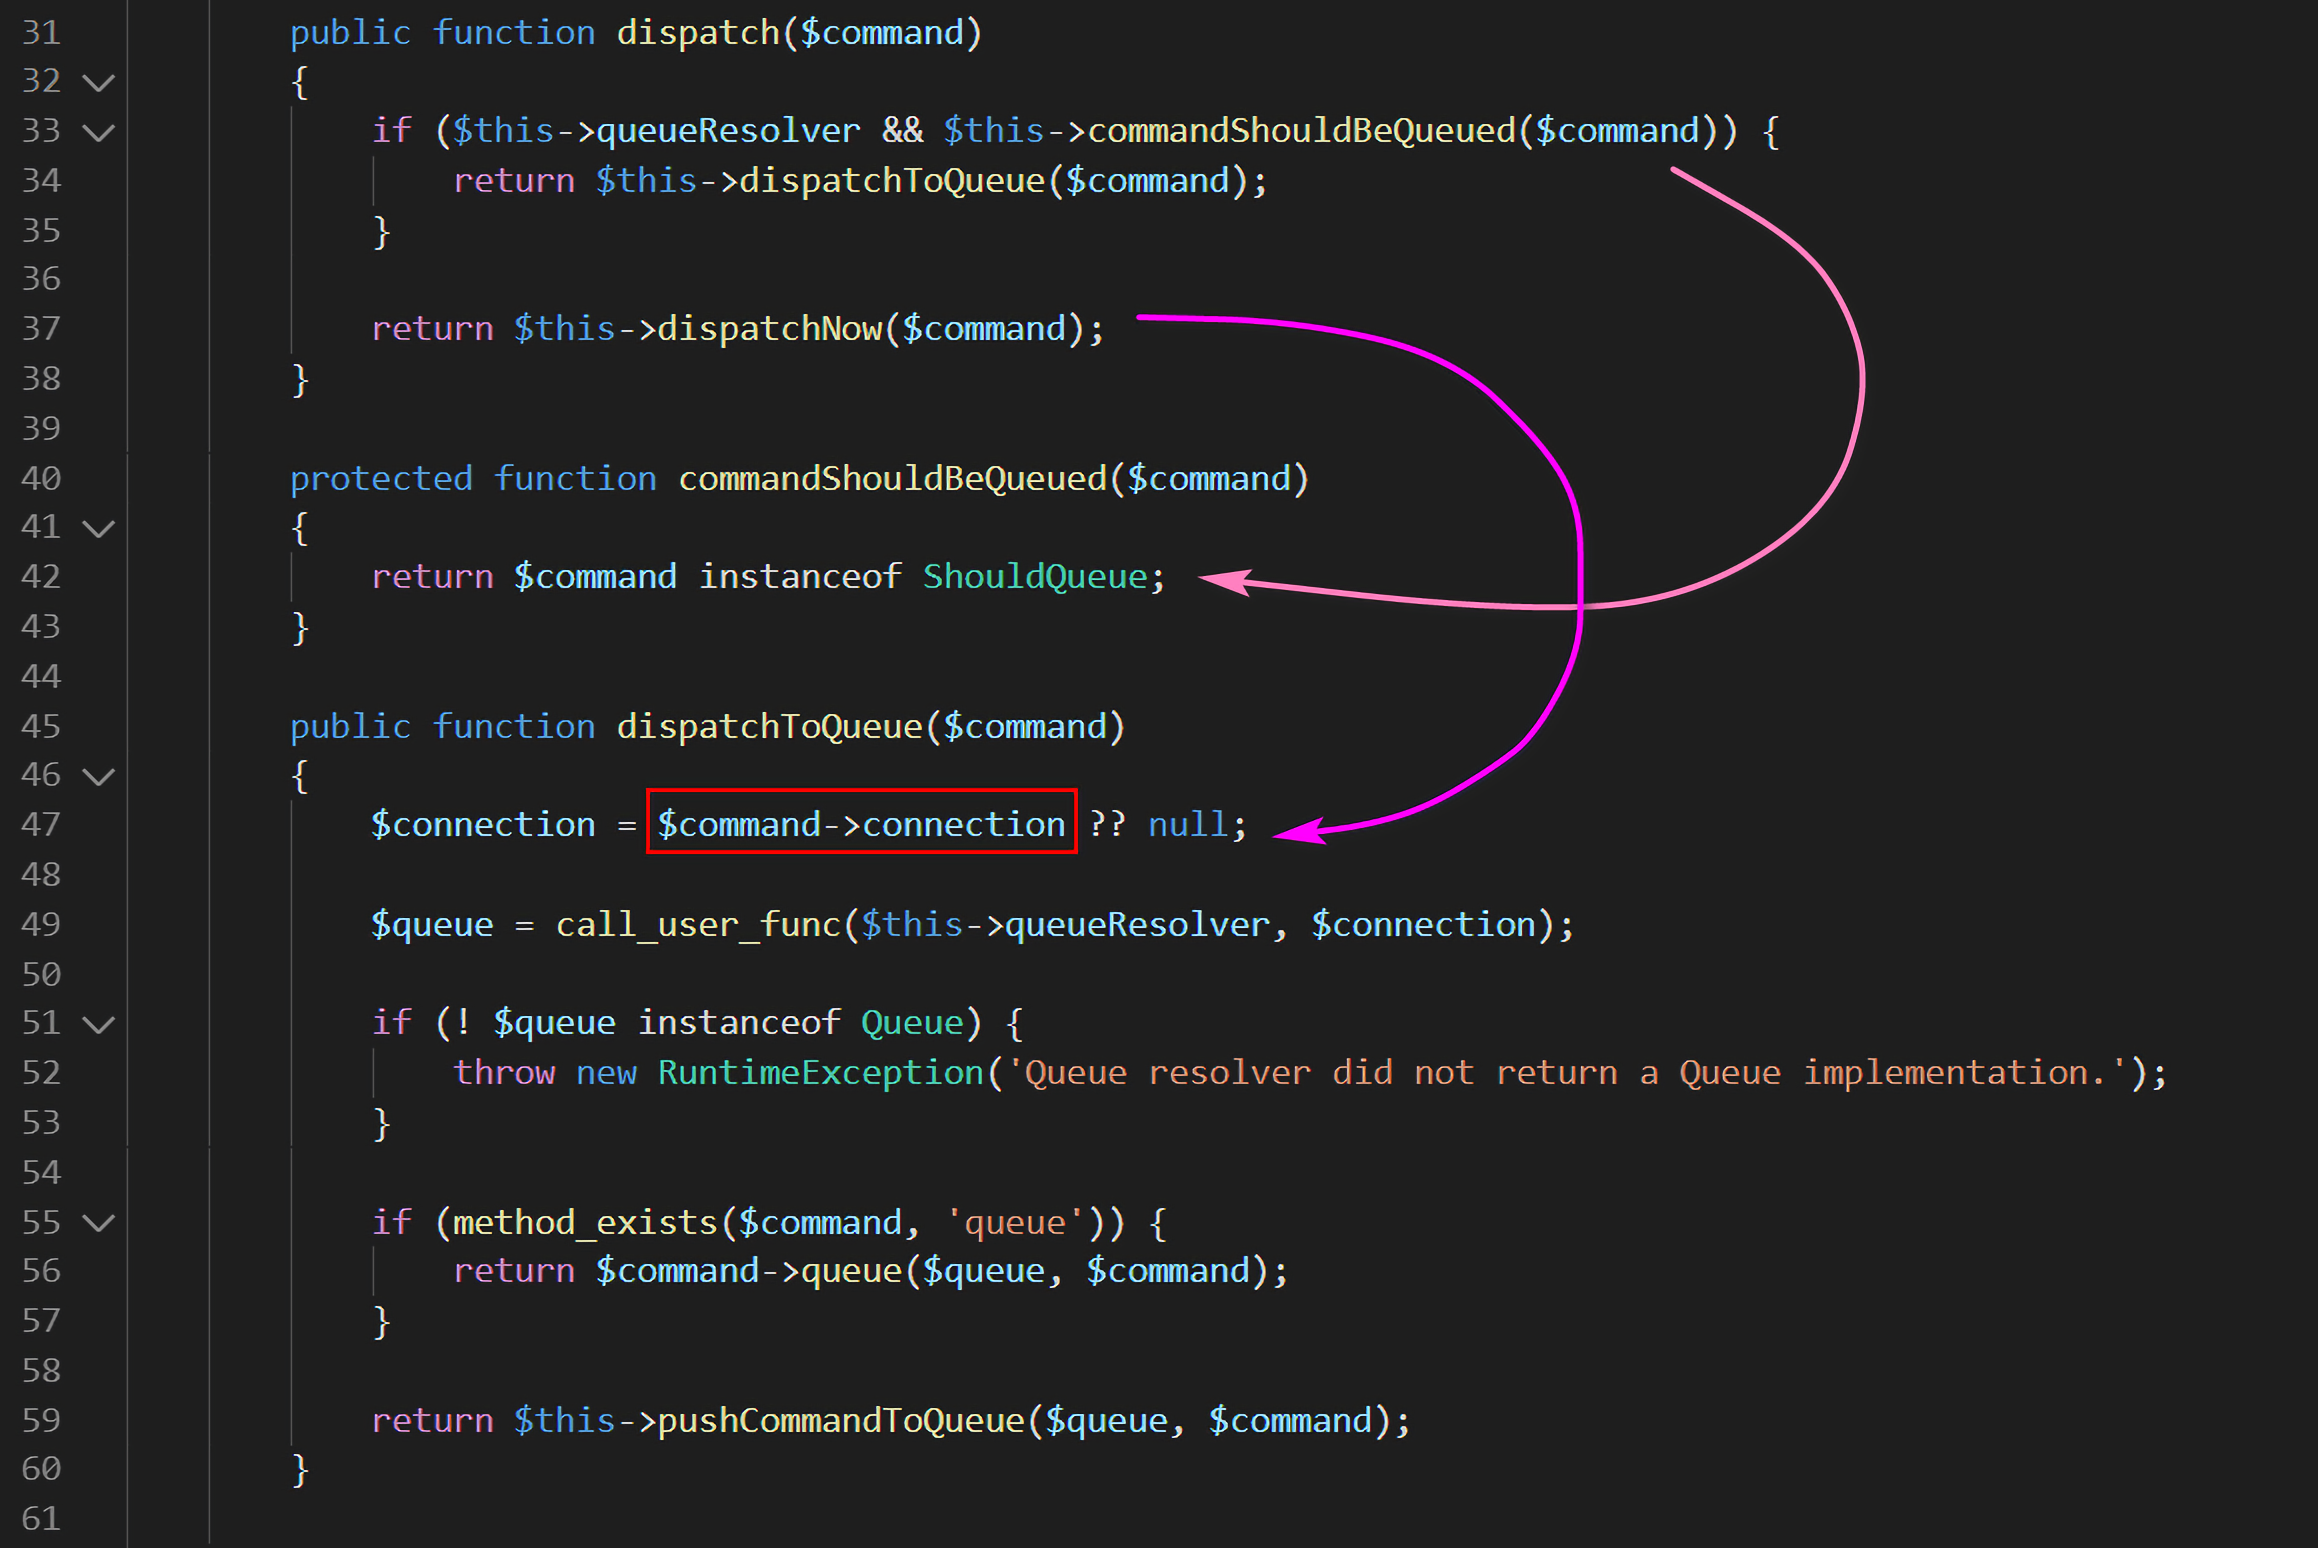 31 public function dispatch($command)
32 {
33 if ($this->queueResolver && $this->commandShouldBeQueued($command)) {
34 return $this->dispatchToQueue($command);
35 }
36
37 return $this->dispatchNow($command);
38 }
39
40 protected function commandShouldBeQueued($command)
41 {
42 return $command instanceof ShouldQueue;
43 }
44
45 public function dispatchToQueue($command)
46 {
47 $connection = $command->connection ?? null;
48
49 $queue = call_user_func($this->queueResolver, $connection);
50
51 if (! $queue instanceof Queue) {
52 throw new RuntimeException('Queue resolver did not return a Queue implementation.');
53 }
54
55 if (method_exists($command, 'queue')) {
56 return $command->queue($queue, $command);
57 }
58
59 return $this->pushCommandToQueue($queue, $command);
60 }
61